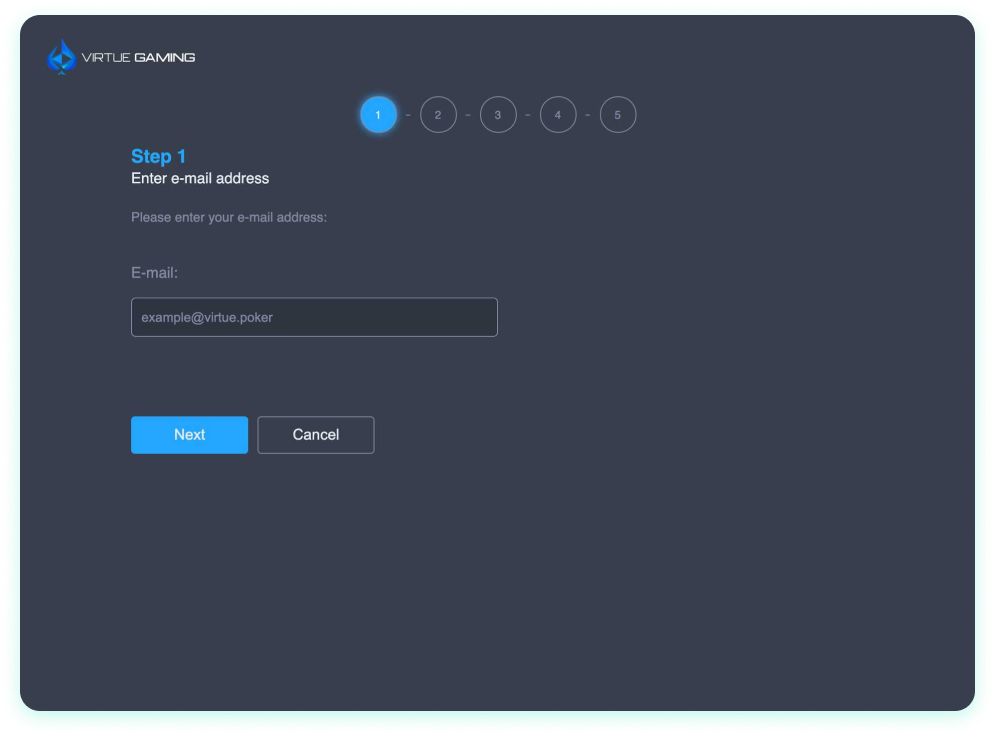 VIRTUE GAMING
1 - 2 - 3 - 4 - 5
Step 1
Enter e-mail address
Please enter your e-mail address:
E-mail:
example@virtue.poker
Next Cancel